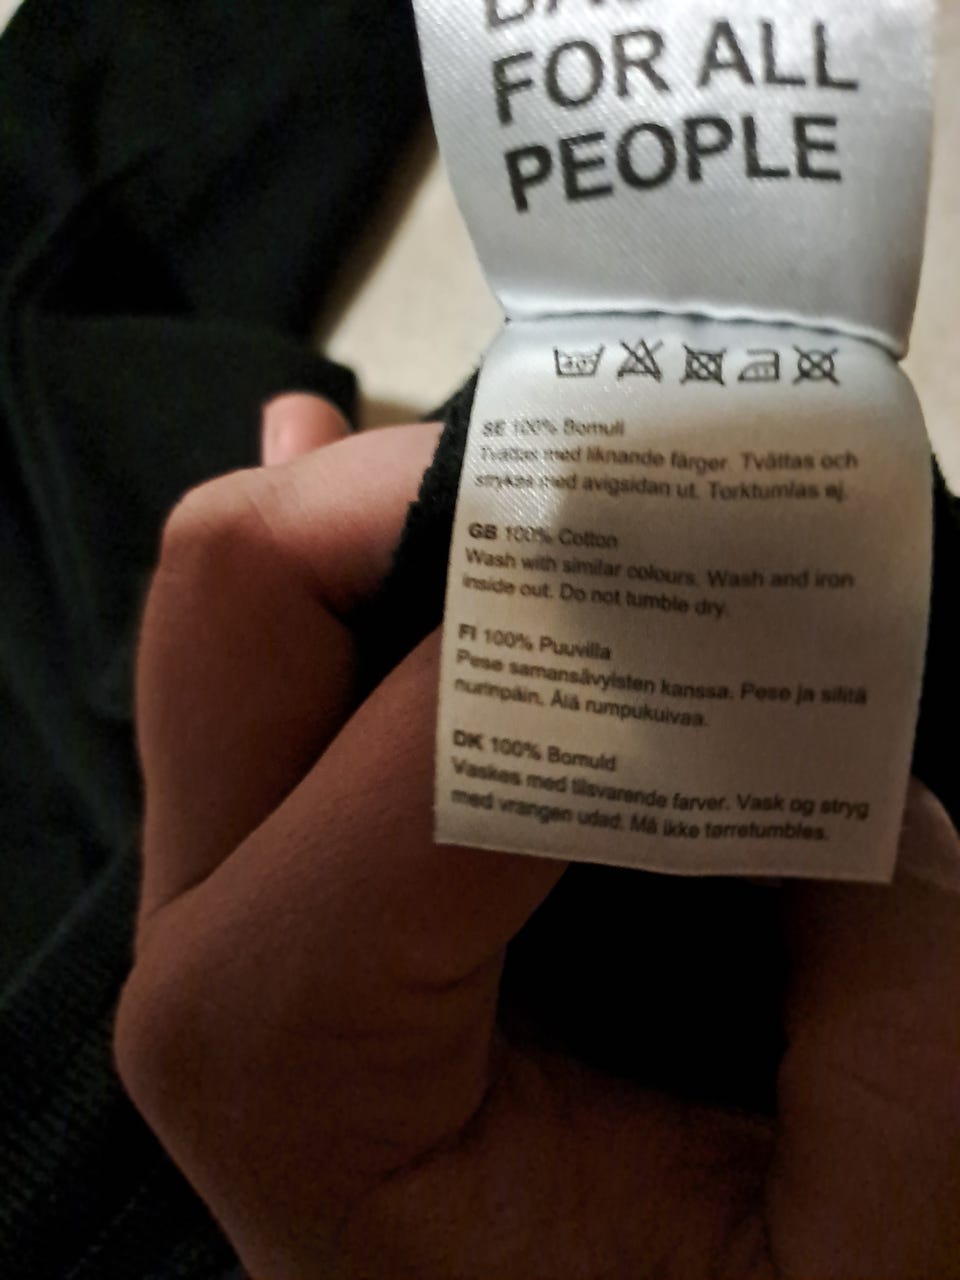 FOR ALL
PEOPLE
40°
SE 100% Bomull
Tvättas med liknande färger. Tvättas och
strykes med avigsidan ut. Torktumlas ej.
GB 100% Cotton
Wash with similar colours. Wash and iron
inside out. Do not tumble dry.
FI 100% Puuvilla
Pese samansävyisten kanssa. Pese ja silitä
nurinpäin. Älä rumpukuivaa.
DK 100% Bomuld
Vaskes med tilsvarende farver. Vask og stryg
med vrangen udad. Må ikke tørretumbles.